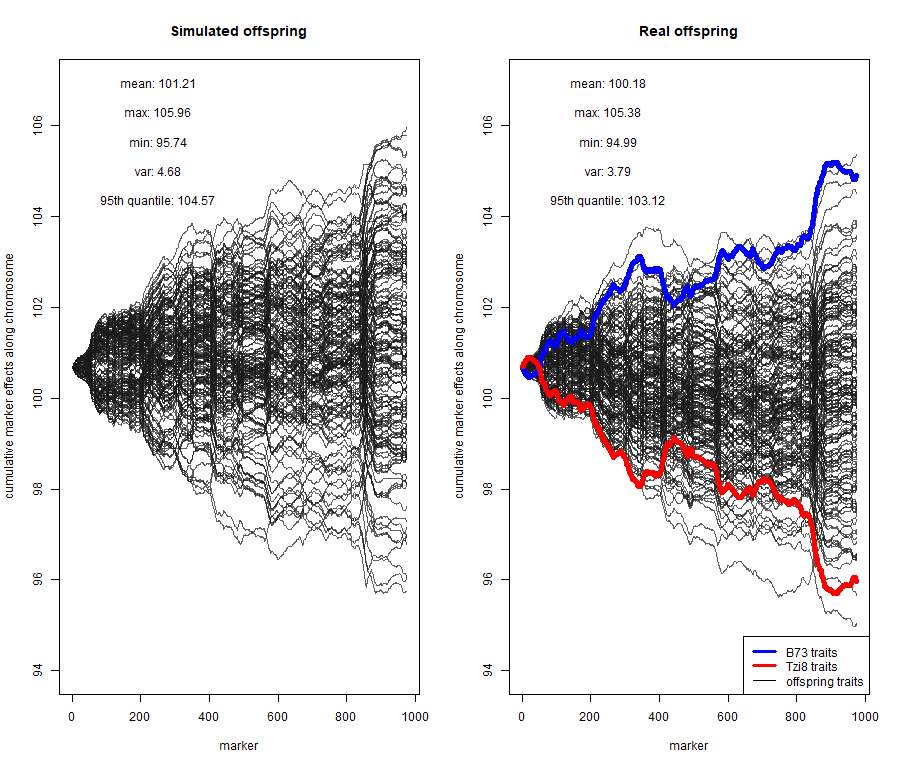 Simulated offspring
mean: 101.21
max: 105.96
min: 95.74
var: 4.68
95th quantile: 104.57
cumulative marker effects along chromosome
94
96
98
100
102
104
106
0 200 400 600 800 1000
marker
Real offspring
mean: 100.18
max: 105.38
min: 94.99
var: 3.79
95th quantile: 103.12
cumulative marker effects along chromosome
94
96
98
100
102
104
106
B73 traits
Tzi8 traits
offspring traits
0 200 400 600 800 1000
marker